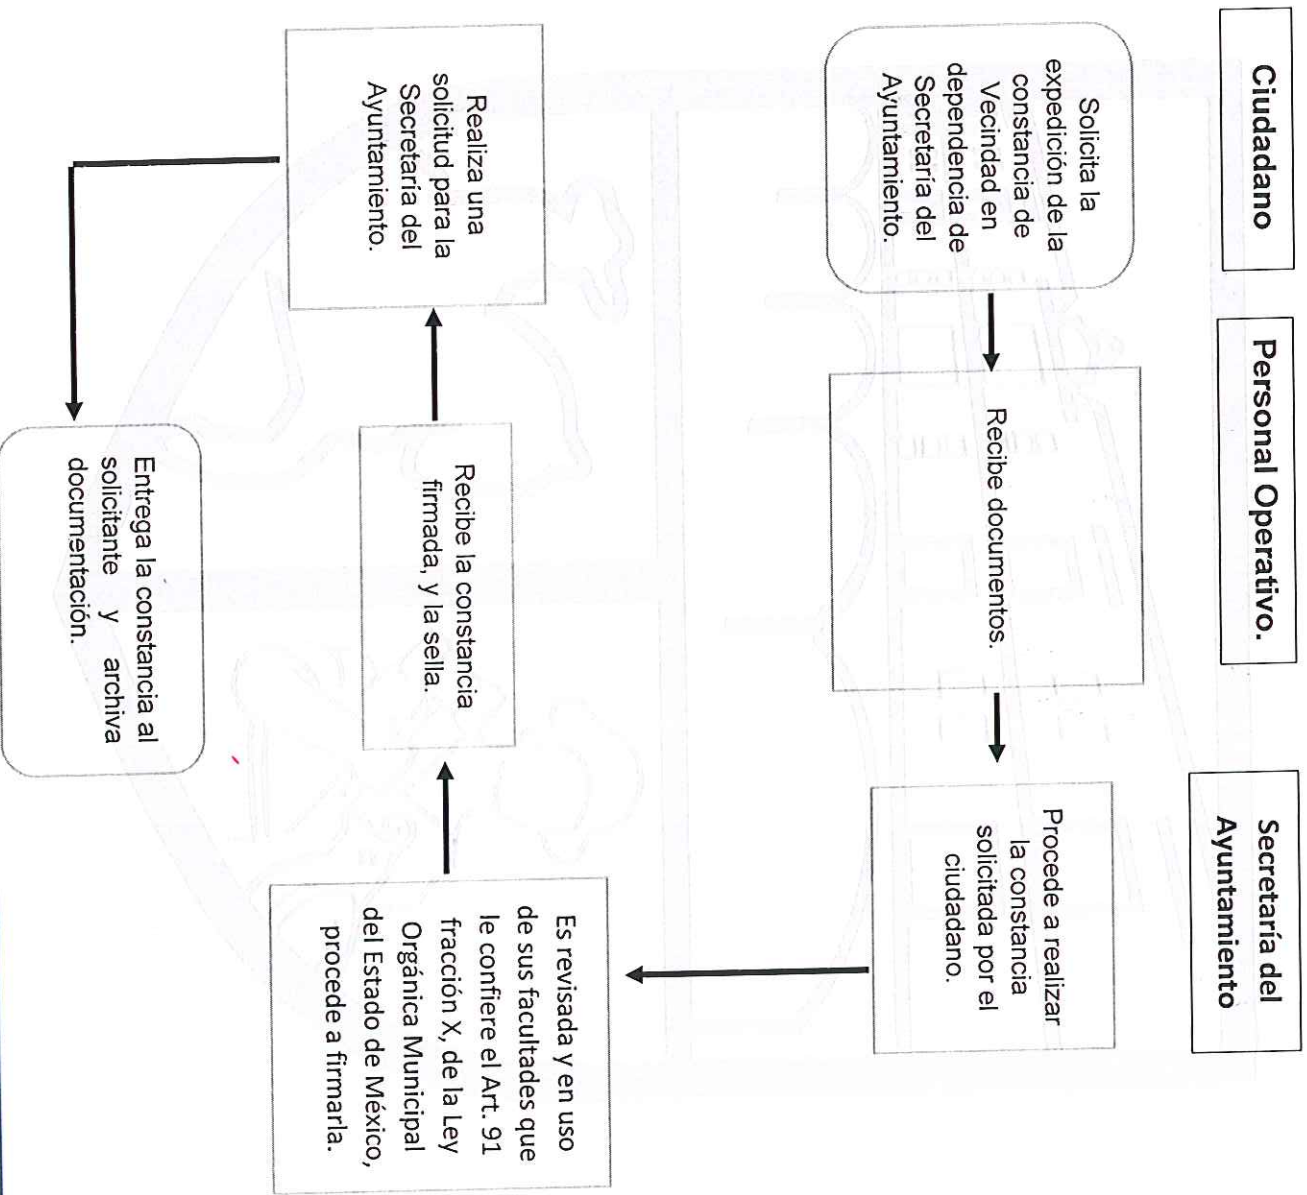 Ciudadano
Personal Operativo.
Secretaría del
Ayuntamiento
Solicita la
expedición de la
constancia de
Vecindad en
dependencia de
Secretaría del
Ayuntamiento.
Recibe documentos.
Procede a realizar
la constancia
solicitada por el
ciudadano.
Es revisada y en uso
de sus facultades que
le confiere el Art. 91
fracción X, de la Ley
Orgánica Municipal
del Estado de México,
procede a firmarla.
Recibe la constancia
firmada, y la sella.
Realiza una
solicitud para la
Secretaría del
Ayuntamiento.
Entrega la constancia al
solicitante y archiva
documentación.